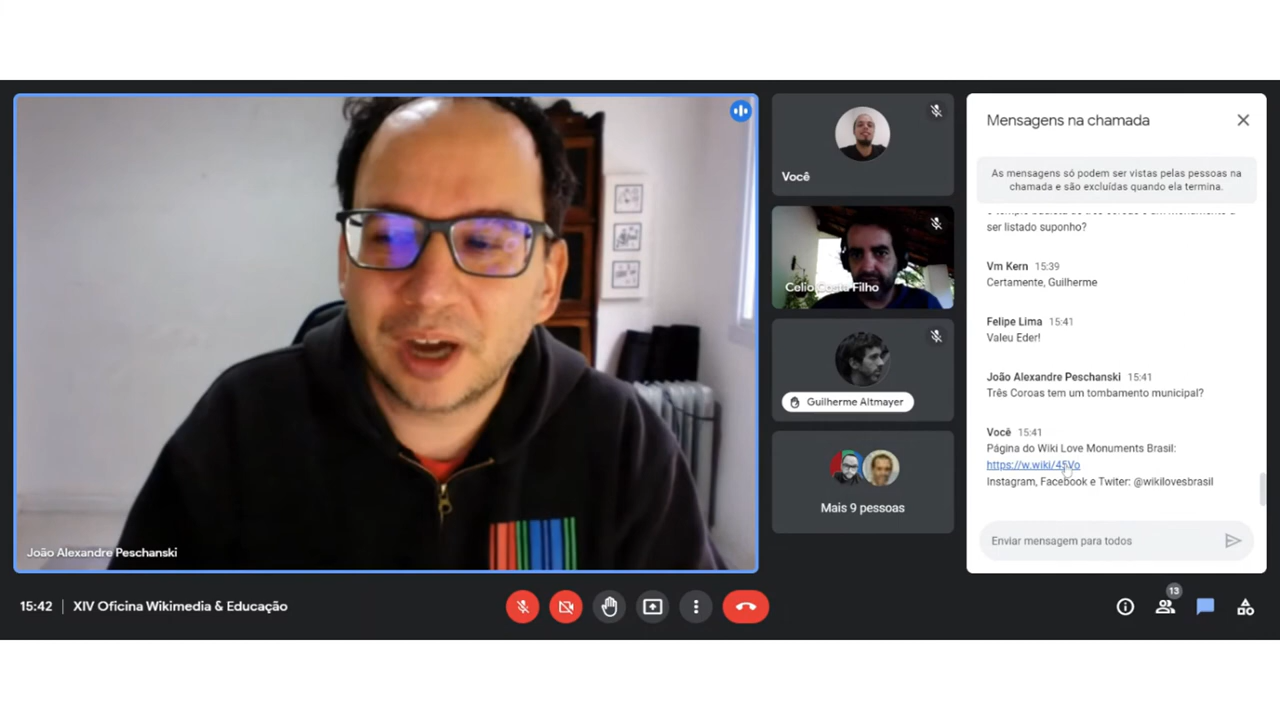 João Alexandre Peschanski
15:42 | XIV Oficina Wikimedia & Educação
Você
Celio Costa Filho
Guilherme Altmayer
Mais 9 pessoas
Mensagens na chamada
As mensagens só podem ser vistas pelas pessoas na
chamada e são excluídas quando ela termina.
ser listado suponho?
Vm Kern 15:39
Certamente, Guilherme
Felipe Lima 15:41
Valeu Eder!
João Alexandre Peschanski 15:41
Três Coroas tem um tombamento municipal?
Você 15:41
Página do Wiki Love Monuments Brasil:
https://w.wiki/45Vo
Instagram, Facebook e Twiter: @wikilovesbrasil
Enviar mensagem para todos
13